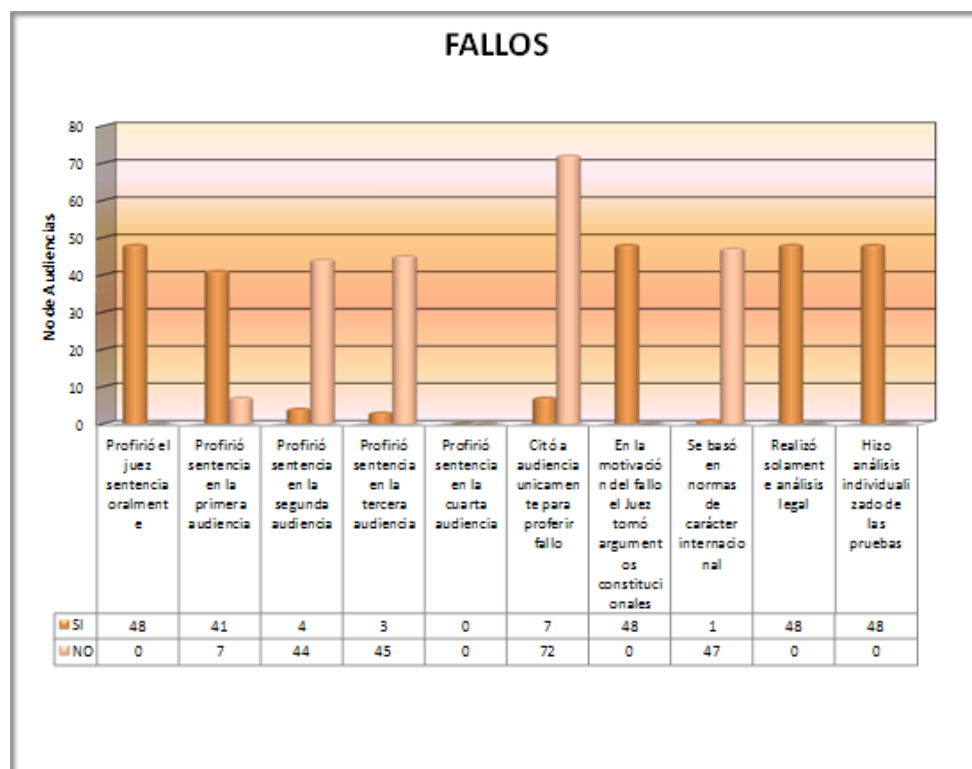 FALLOS
80
70
60
50
40
30
20
10
0
No de Audiencias
Profirió el
juez
sentencia
oralment
e
Profirió
sentencia
en la
primera
audiencia
Profirió
sentencia
en la
segunda
audiencia
Profirió
sentencia
en la
tercera
audiencia
Profirió
sentencia
en la
cuarta
audiencia
Citó a
audiencia
unicamen
te para
proferir
fallo
En la
motivació
n del fallo
el Juez
tomó
argument
os
constituci
onales
Se basó
en
normas
de
carácter
internacio
nal
Realizó
solament
e análisis
legal
Hizo
análisis
individuali
zado de
las
pruebas
SI 48 41 4 3 0 7 48 1 48 48
NO 0 7 44 45 0 72 0 47 0 0